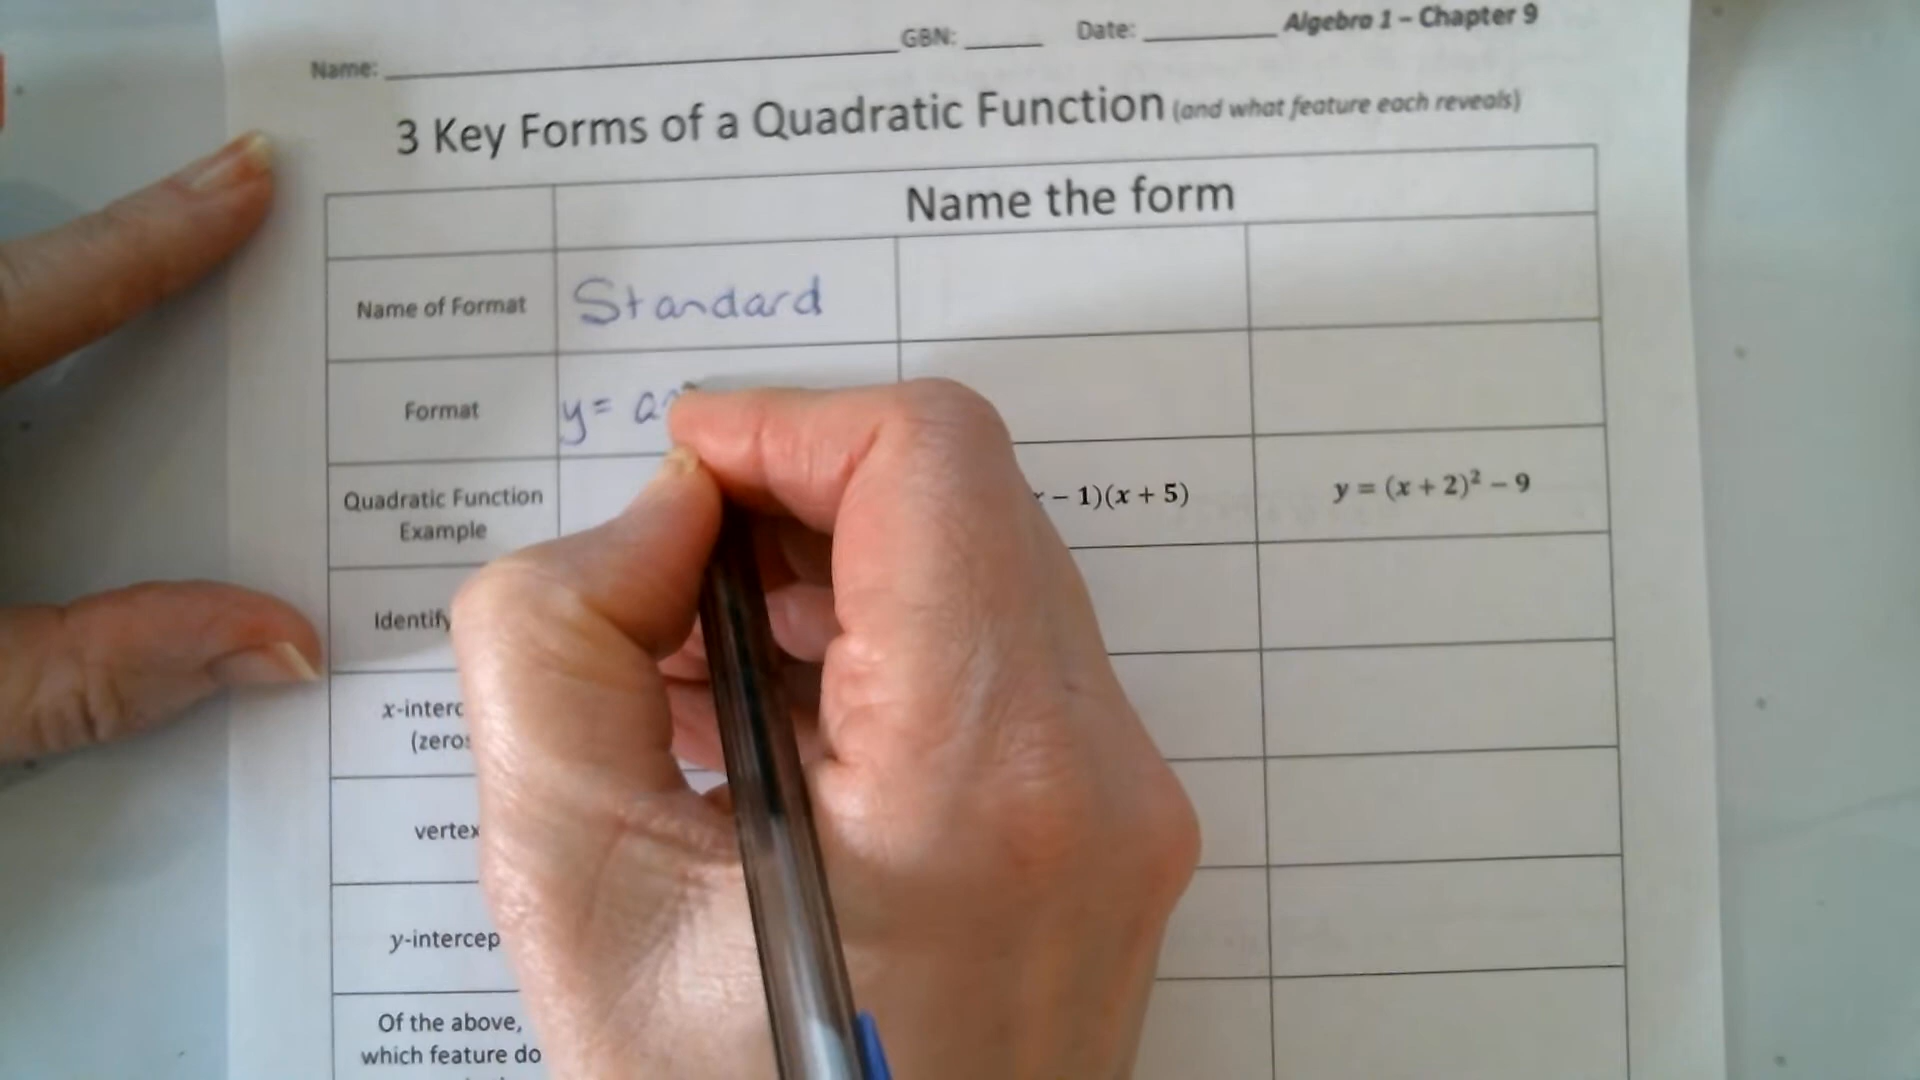 Name: GBN: Date: Algebra 1 – Chapter 9
3 Key Forms of a Quadratic Function (and what feature each reveals)
Name the form
Name of Format Standard
Format y = a
Quadratic Function
Example
– 1)(x + 5) y = (x + 2)² – 9
Identify
x-interc
(zeros
vertex
y-intercep
Of the above,
which feature do